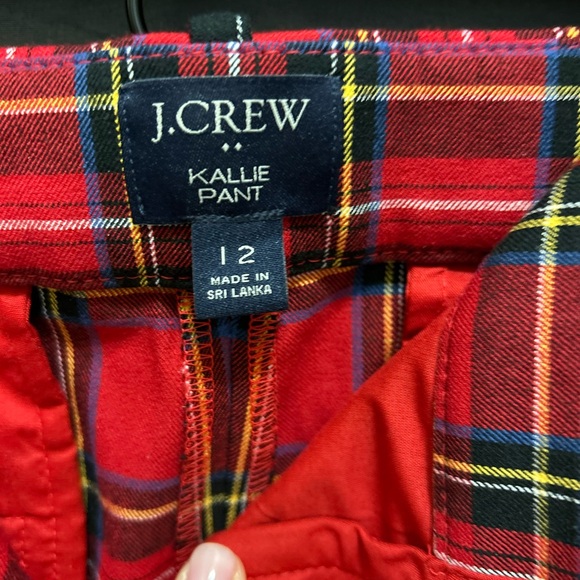 J.CREW
KALLIE
PANT
12
MADE IN
SRI LANKA